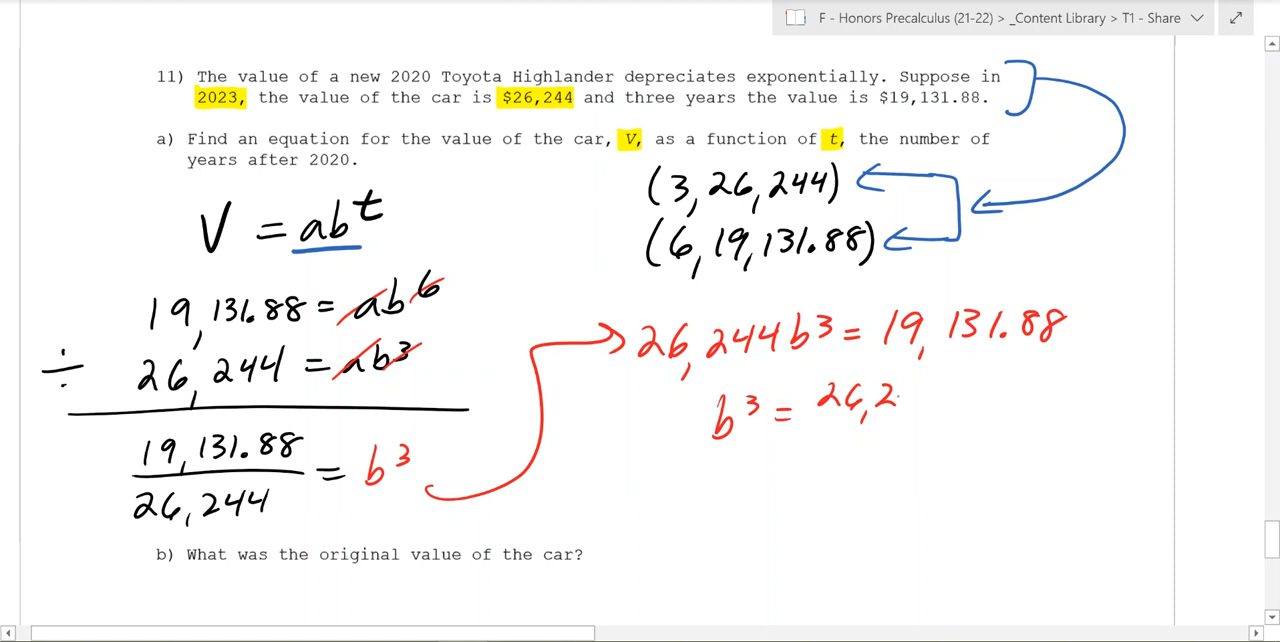 F - Honors Precalculus (21-22) > _Content Library > T1 - Share
11) The value of a new 2020 Toyota Highlander depreciates exponentially. Suppose in
2023, the value of the car is $26,244 and three years the value is $19,131.88.
a) Find an equation for the value of the car, V, as a function of t, the number of
years after 2020.
(3, 26,244)
(6, 19,131.88)
V = ab^t
19,131.88 = ab^6
÷ 26,244 = ab^3
19,131.88 / 26,244 = b^3
26,244b^3 = 19,131.88
b^3 = 26,2
b) What was the original value of the car?